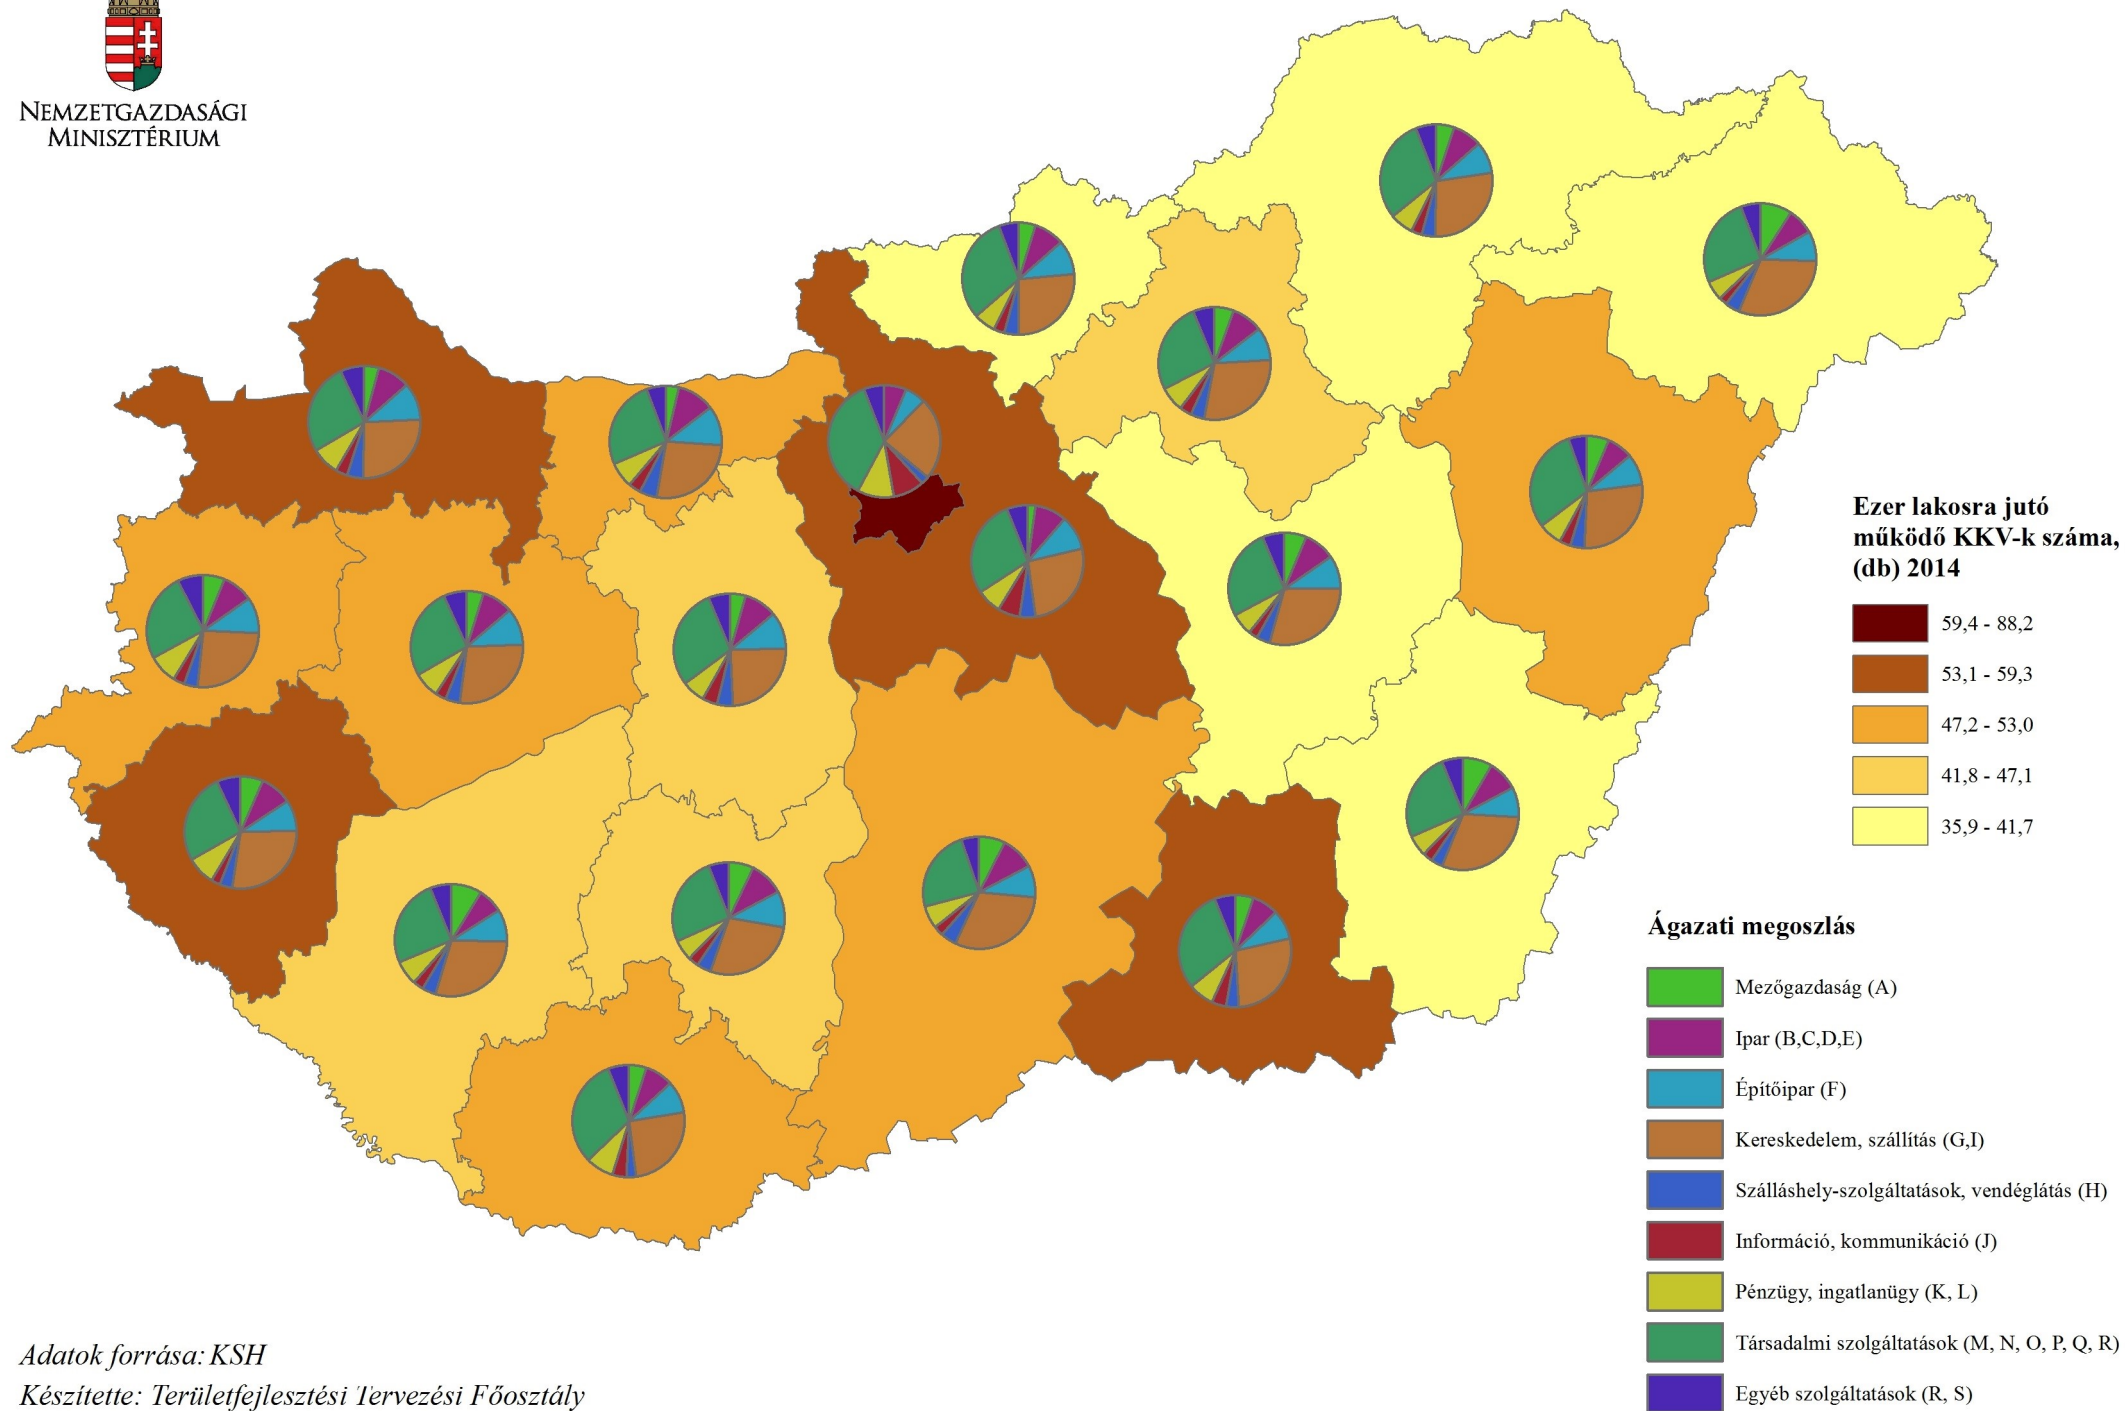 NEMZETGAZDASÁGI
MINISZTÉRIUM
Ezer lakosra jutó
működő KKV-k száma,
(db) 2014
59,4 - 88,2
53,1 - 59,3
47,2 - 53,0
41,8 - 47,1
35,9 - 41,7
Ágazati megoszlás
Mezőgazdaság (A)
Ipar (B,C,D,E)
Építőipar (F)
Kereskedelem, szállítás (G,I)
Szálláshely-szolgáltatások, vendéglátás (H)
Információ, kommunikáció (J)
Pénzügy, ingatlanügy (K, L)
Társadalmi szolgáltatások (M, N, O, P, Q, R)
Egyéb szolgáltatások (R, S)
Adatok forrása: KSH
Készítette: Területfejlesztési Tervezési Főosztály